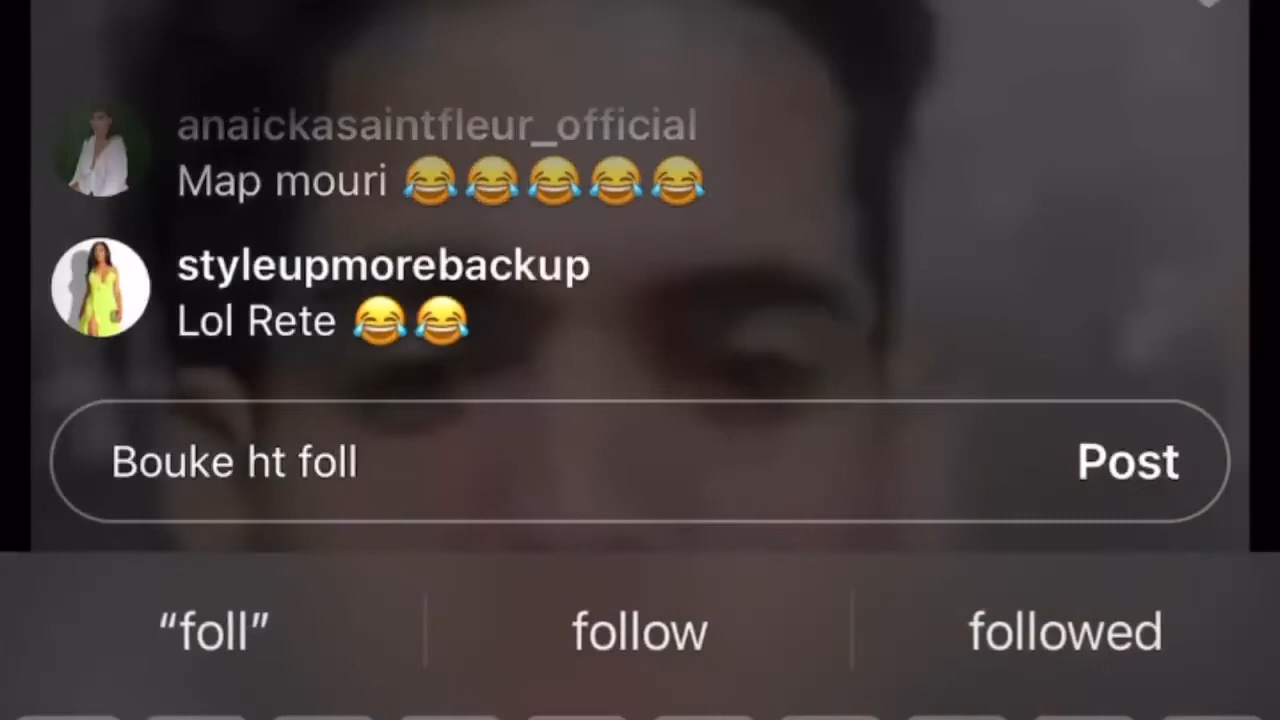 anaickasaintfleur_official
Map mouri 😂😂😂😂😂
styleupmorebackup
Lol Rete 😂😂
Bouke ht foll
Post
“foll”
follow
followed